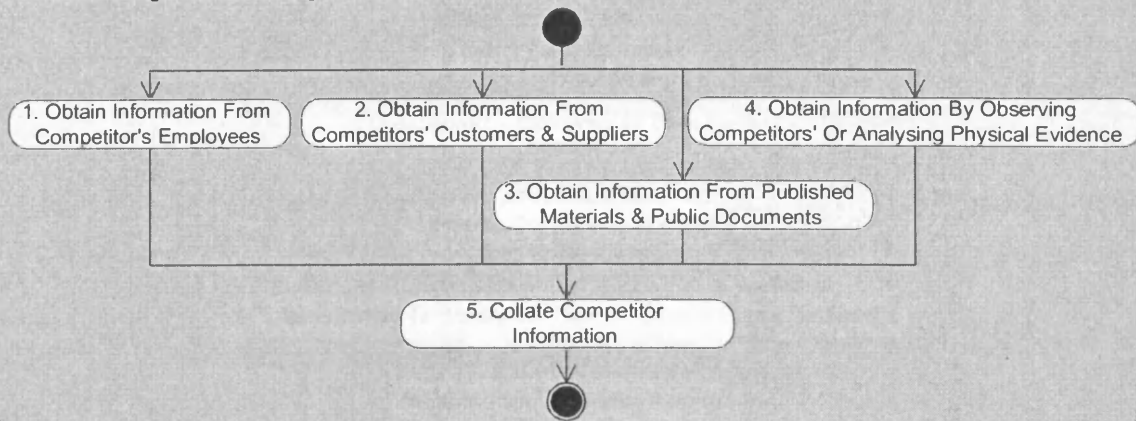 1. Obtain Information From
Competitor's Employees
2. Obtain Information From
Competitors' Customers & Suppliers
4. Obtain Information By Observing
Competitors' Or Analysing Physical Evidence
3. Obtain Information From Published
Materials & Public Documents
5. Collate Competitor
Information